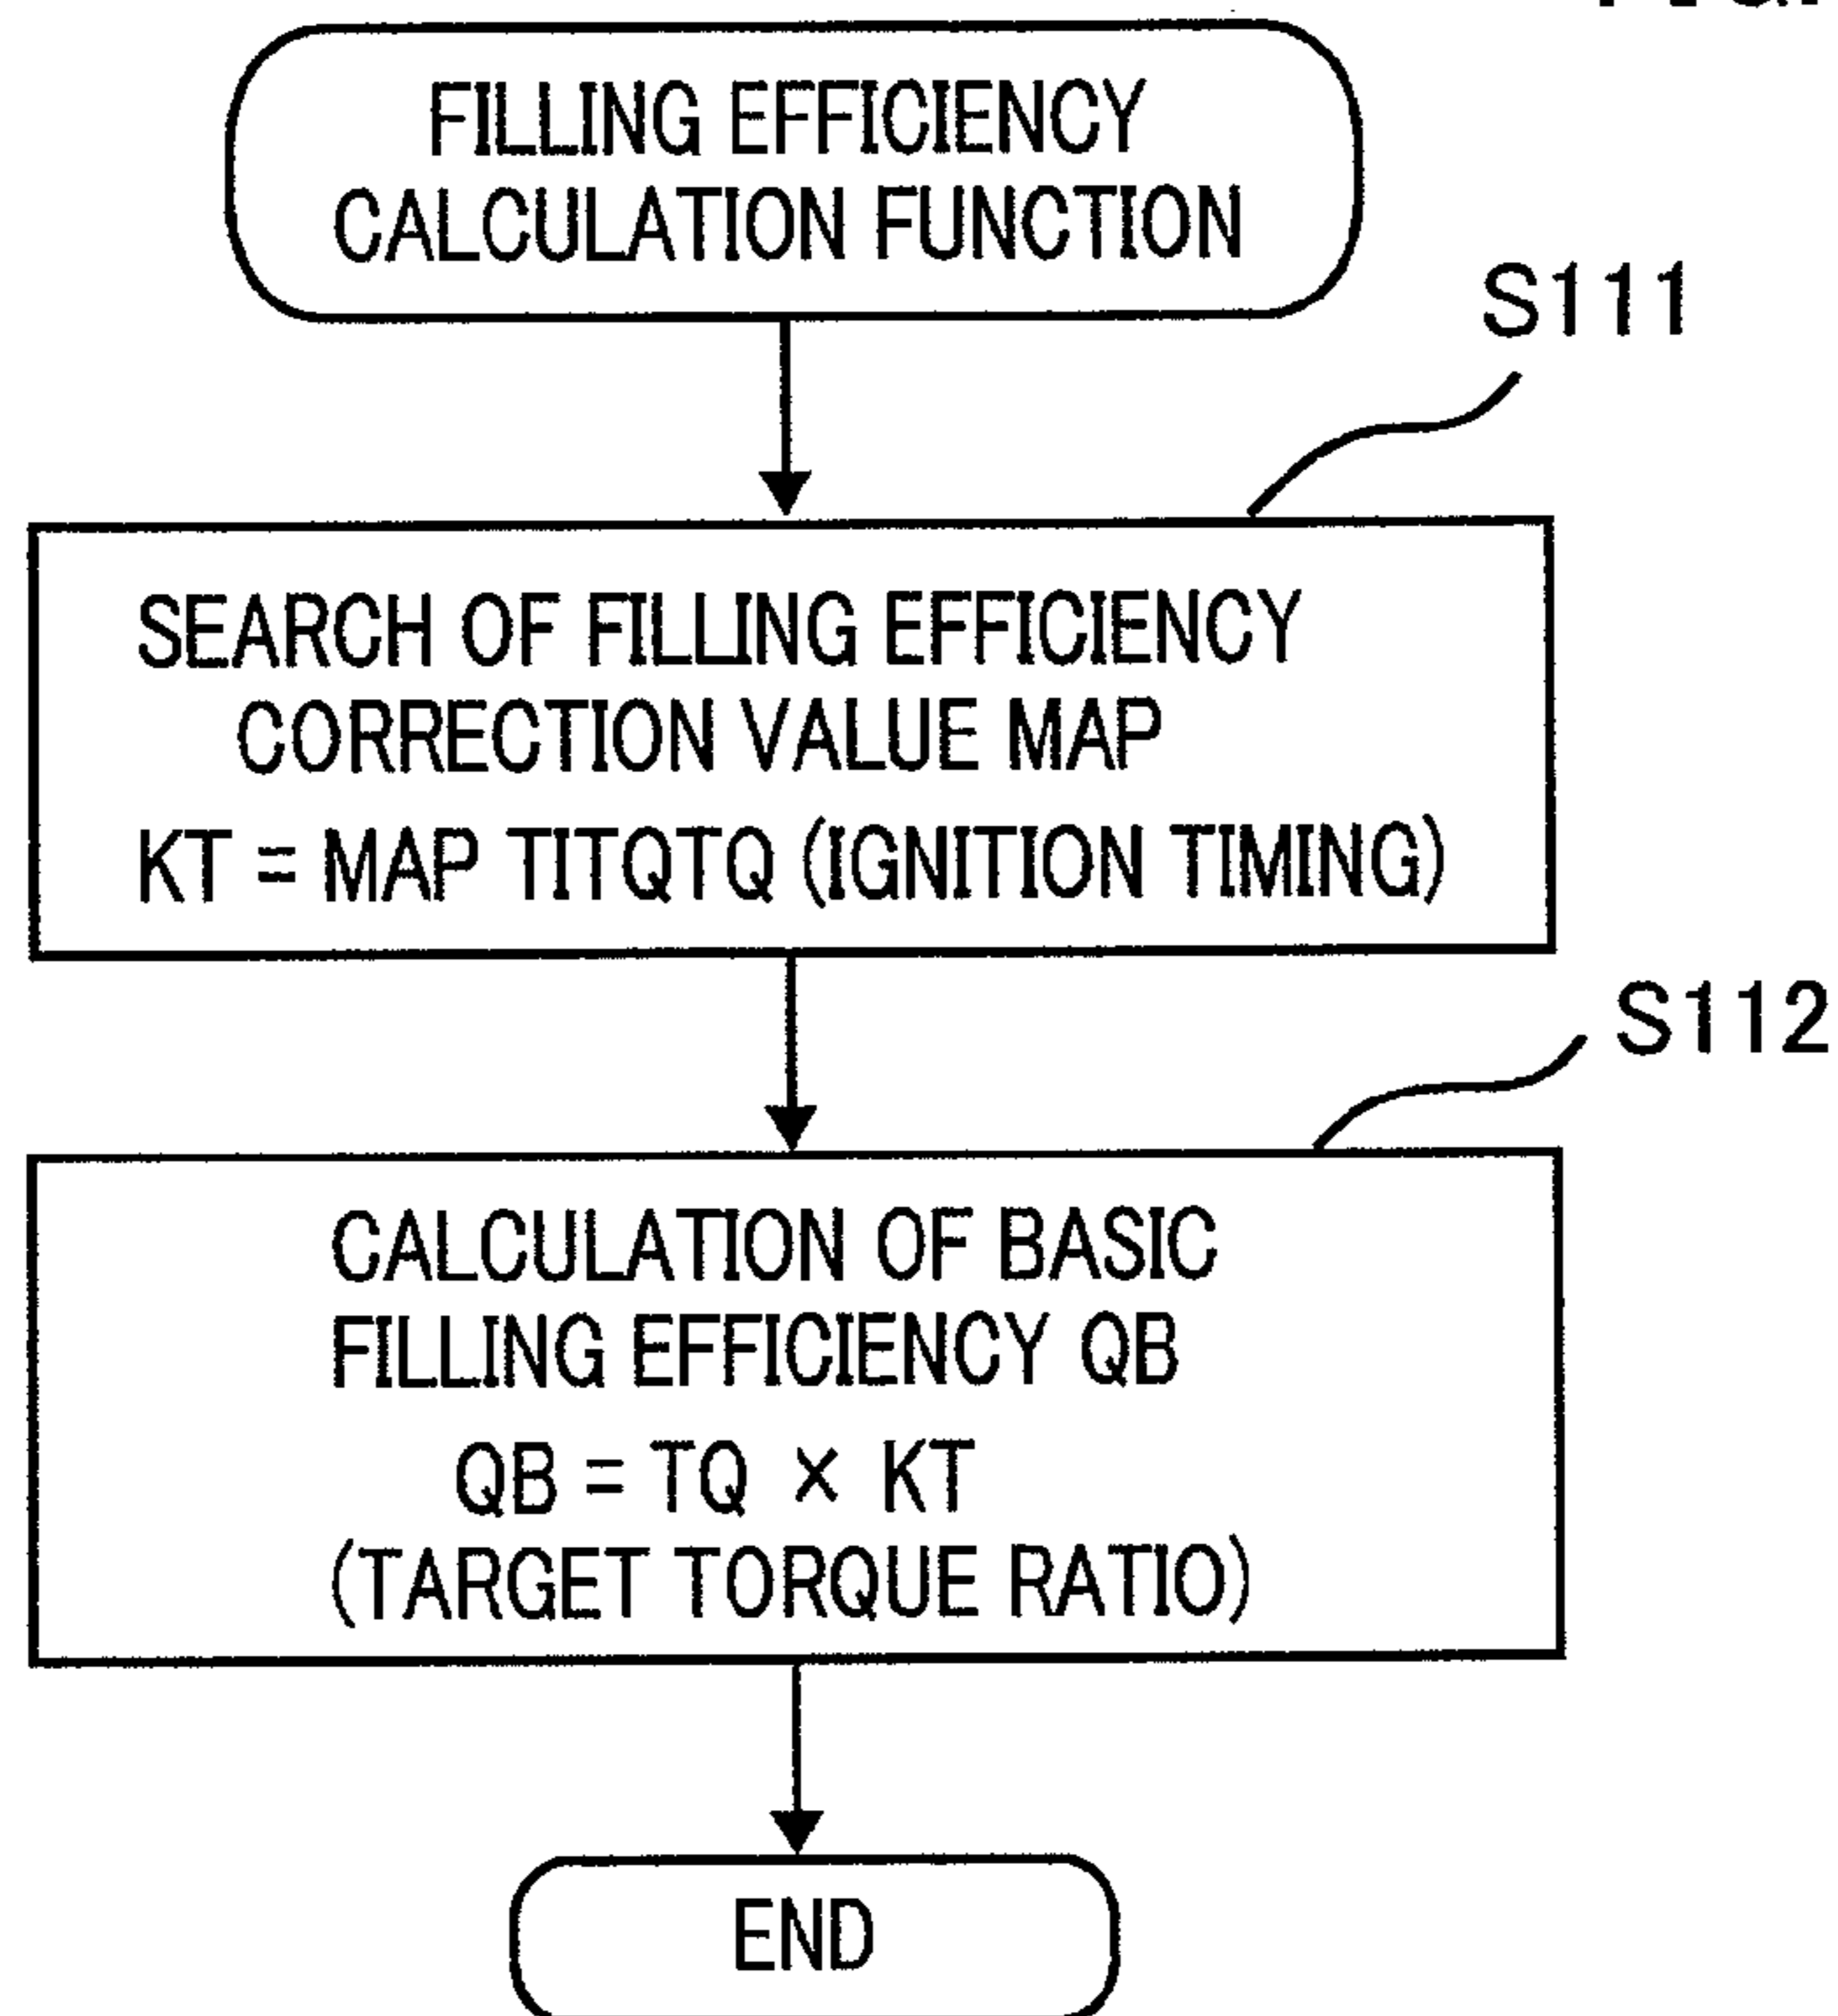 FILLING EFFICIENCY
CALCULATION FUNCTION
S111
SEARCH OF FILLING EFFICIENCY
CORRECTION VALUE MAP
KT = MAP TITQTQ (IGNITION TIMING)
S112
CALCULATION OF BASIC
FILLING EFFICIENCY QB
QB = TQ × KT
(TARGET TORQUE RATIO)
END